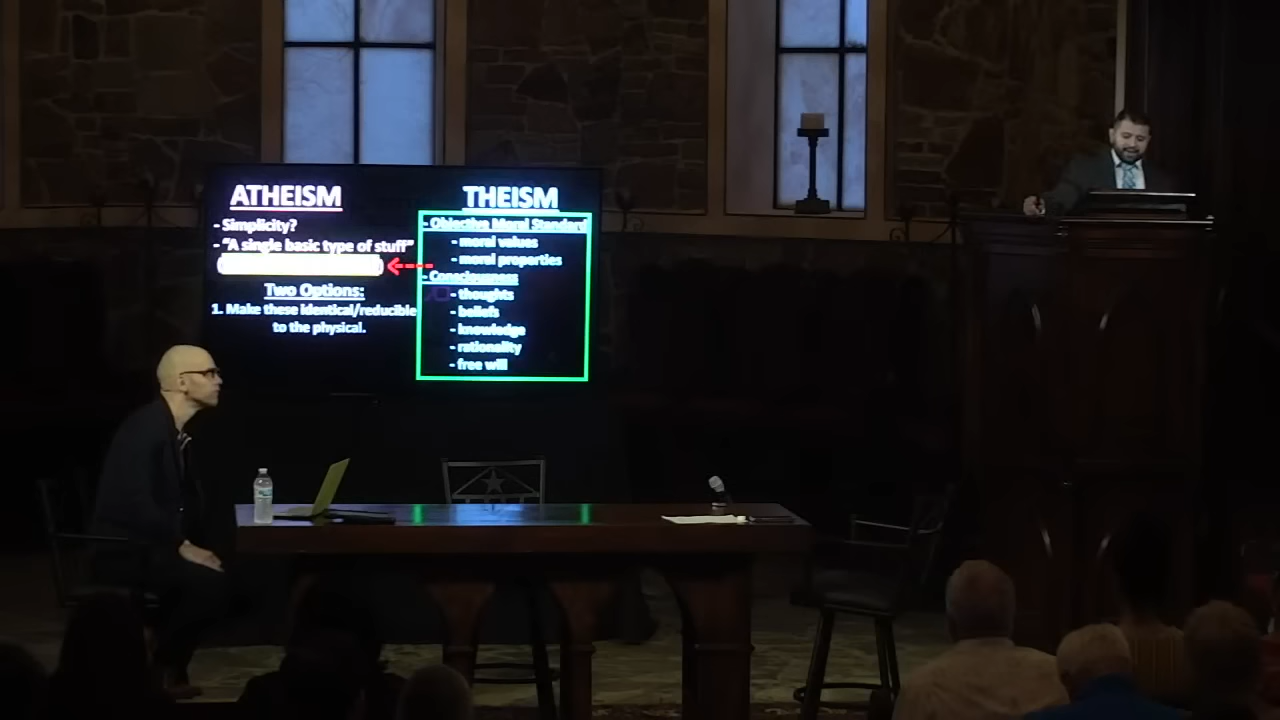 ATHEISM
- Simplicity?
- “A single basic type of stuff”
Two Options:
1. Make these identical/reducible
to the physical.
THEISM
- Objective Moral Standard
- moral values
- moral properties
- Consciousness
- thoughts
- beliefs
- knowledge
- rationality
- free will